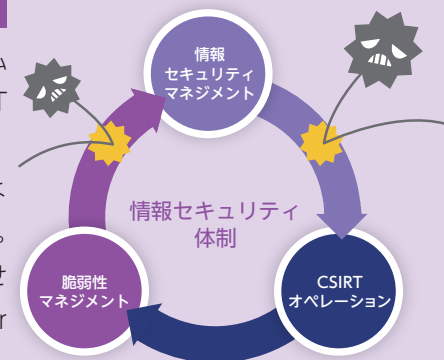 情報
セキュリティ
マネジメント
情報セキュリティ
体制
脆弱性
マネジメント
CSIRT
オペレーション
T
。
r